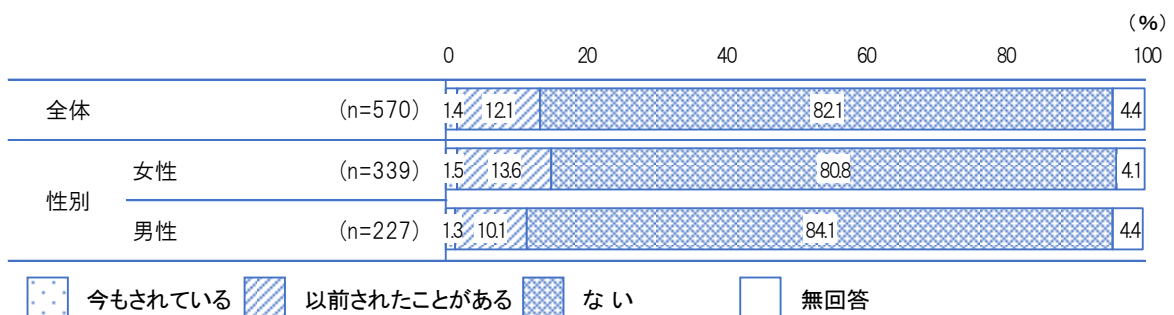 (%)
0 20 40 60 80 100
全体 (n=570) 1.4 12.1 82.1 4.4
女性 (n=339) 1.5 13.6 80.8 4.1
性別
男性 (n=227) 1.3 10.1 84.1 4.4
今もされている 以前されたことがある ない 無回答